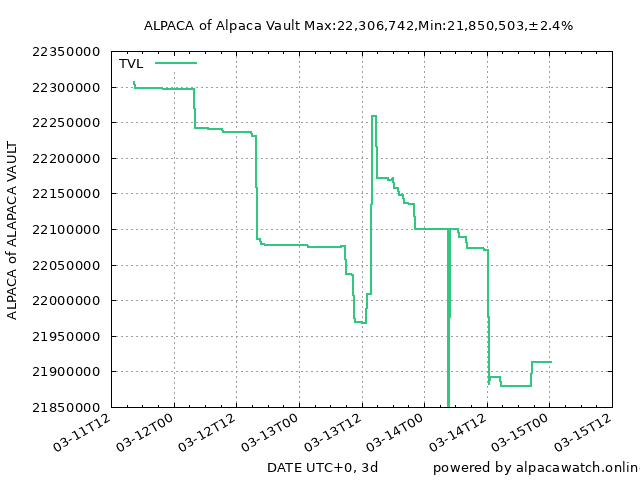 ALPACA of Alpaca Vault Max:22,306,742,Min:21,850,503,±2.4%
TVL
22350000
22300000
22250000
22200000
22150000
22100000
22050000
22000000
21950000
21900000
21850000
ALPACA of ALAPACA VAULT
03-11T12
03-12T00
03-12T12
03-13T00
03-13T12
03-14T00
03-14T12
03-15T00
03-15T12
DATE UTC+0, 3d
powered by alpacawatch.online